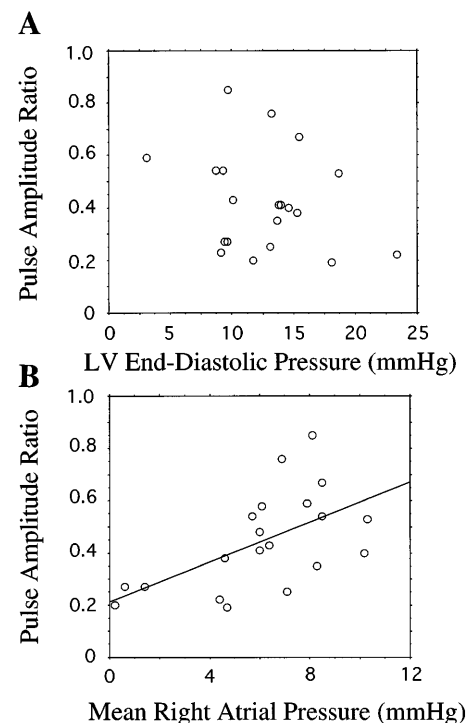 A
Pulse Amplitude Ratio
1.0
0.8
0.6
0.4
0.2
0
0 5 10 15 20 25
LV End-Diastolic Pressure (mmHg)
B
Pulse Amplitude Ratio
1.0
0.8
0.6
0.4
0.2
0
0 4 8 12
Mean Right Atrial Pressure (mmHg)